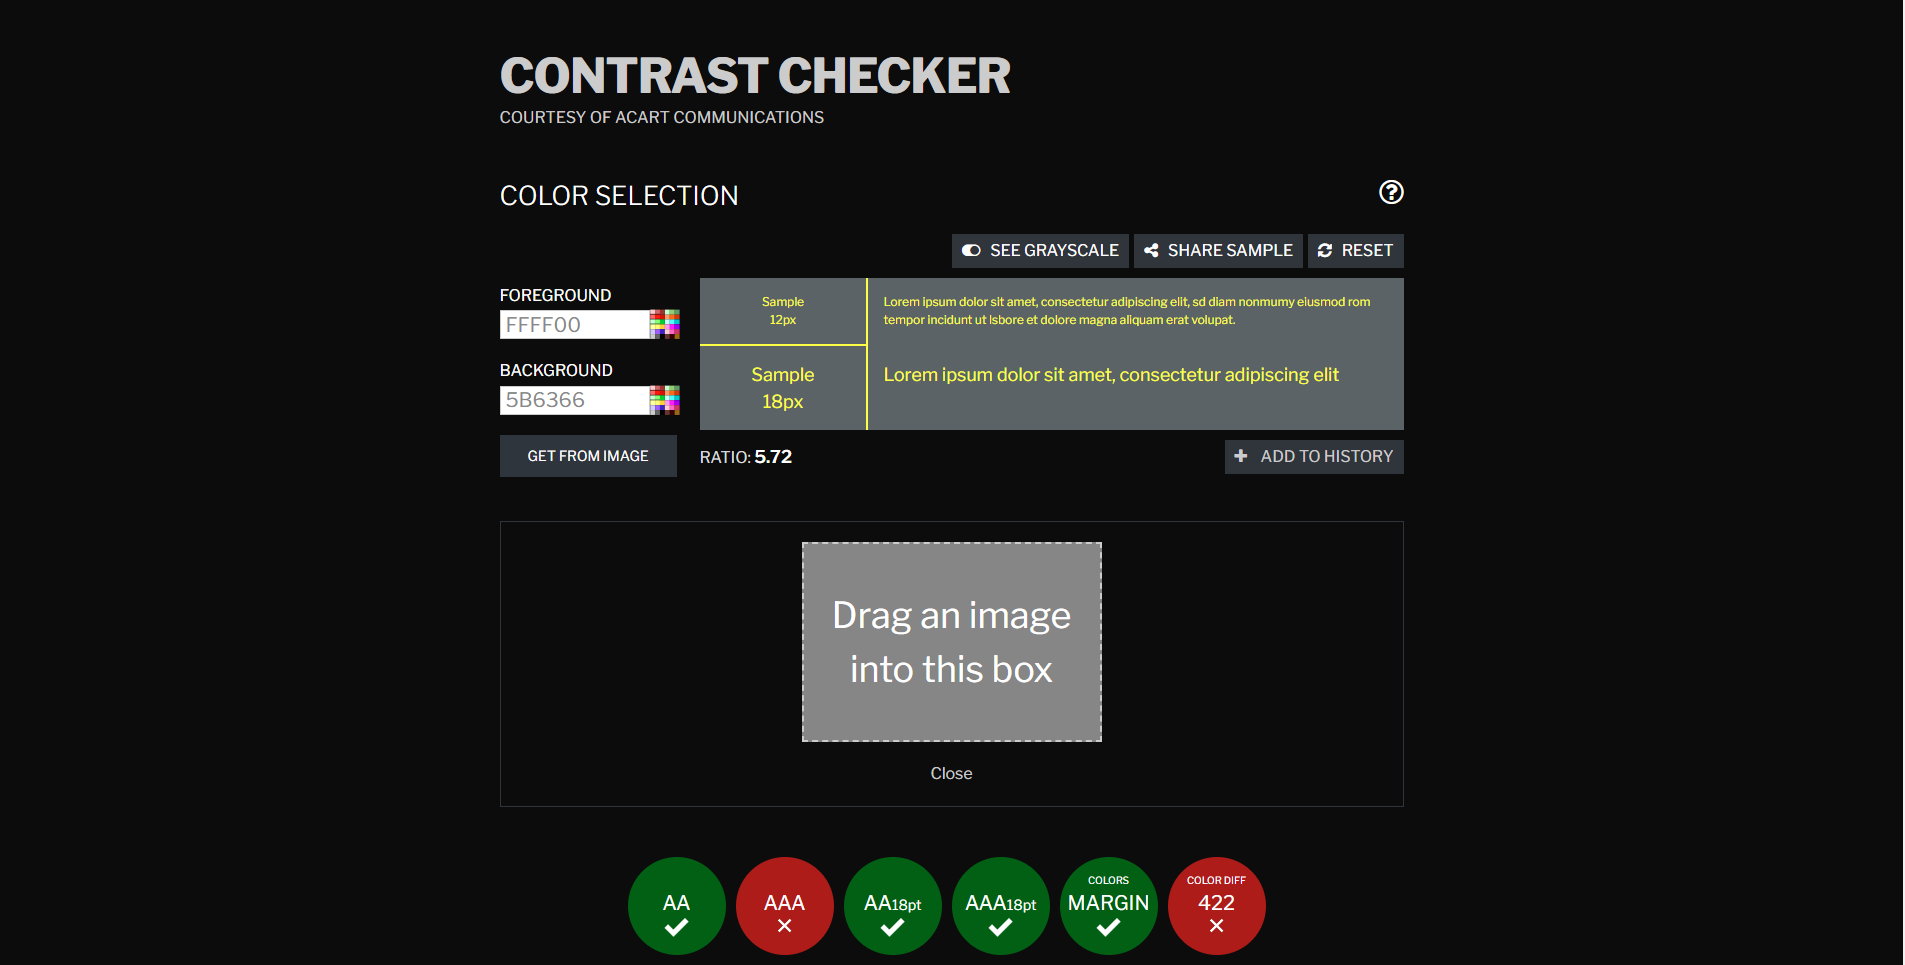 CONTRAST CHECKER
COURTESY OF ACART COMMUNICATIONS
COLOR SELECTION
SEE GRAYSCALE
SHARE SAMPLE
RESET
FOREGROUND
FFFF00
BACKGROUND
5B6366
GET FROM IMAGE
Sample
12px
Lorem ipsum dolor sit amet, consectetur adipiscing elit, sd diam nonmumy eiusmod rom
tempor incidunt ut lsbore et dolore magna aliquam erat volupat.
Sample
18px
Lorem ipsum dolor sit amet, consectetur adipiscing elit
RATIO: 5.72
ADD TO HISTORY
Drag an image
into this box
Close
AA
AAA
AA18pt
AAA18pt
COLORS
MARGIN
COLOR DIFF
422